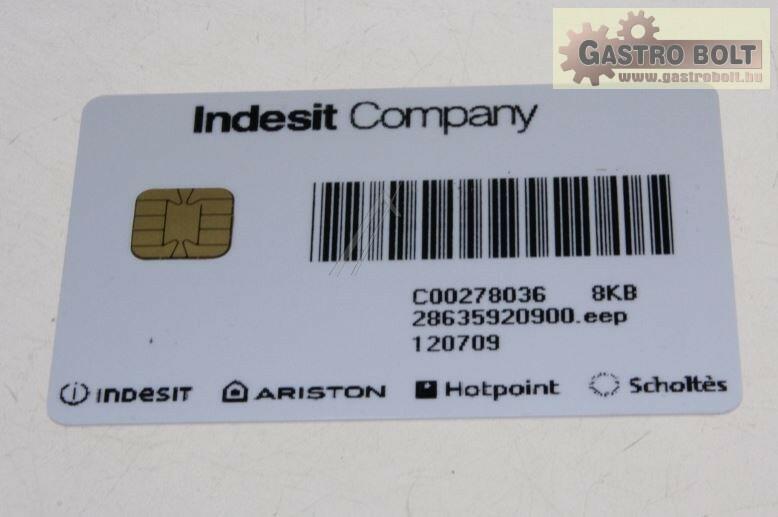 GASTRO BOLT
www.gastrobolt.hu
Indesit Company
C00278036 8KB
28635920900.eep
120709
INDESIT ARISTON Hotpoint Scholtès